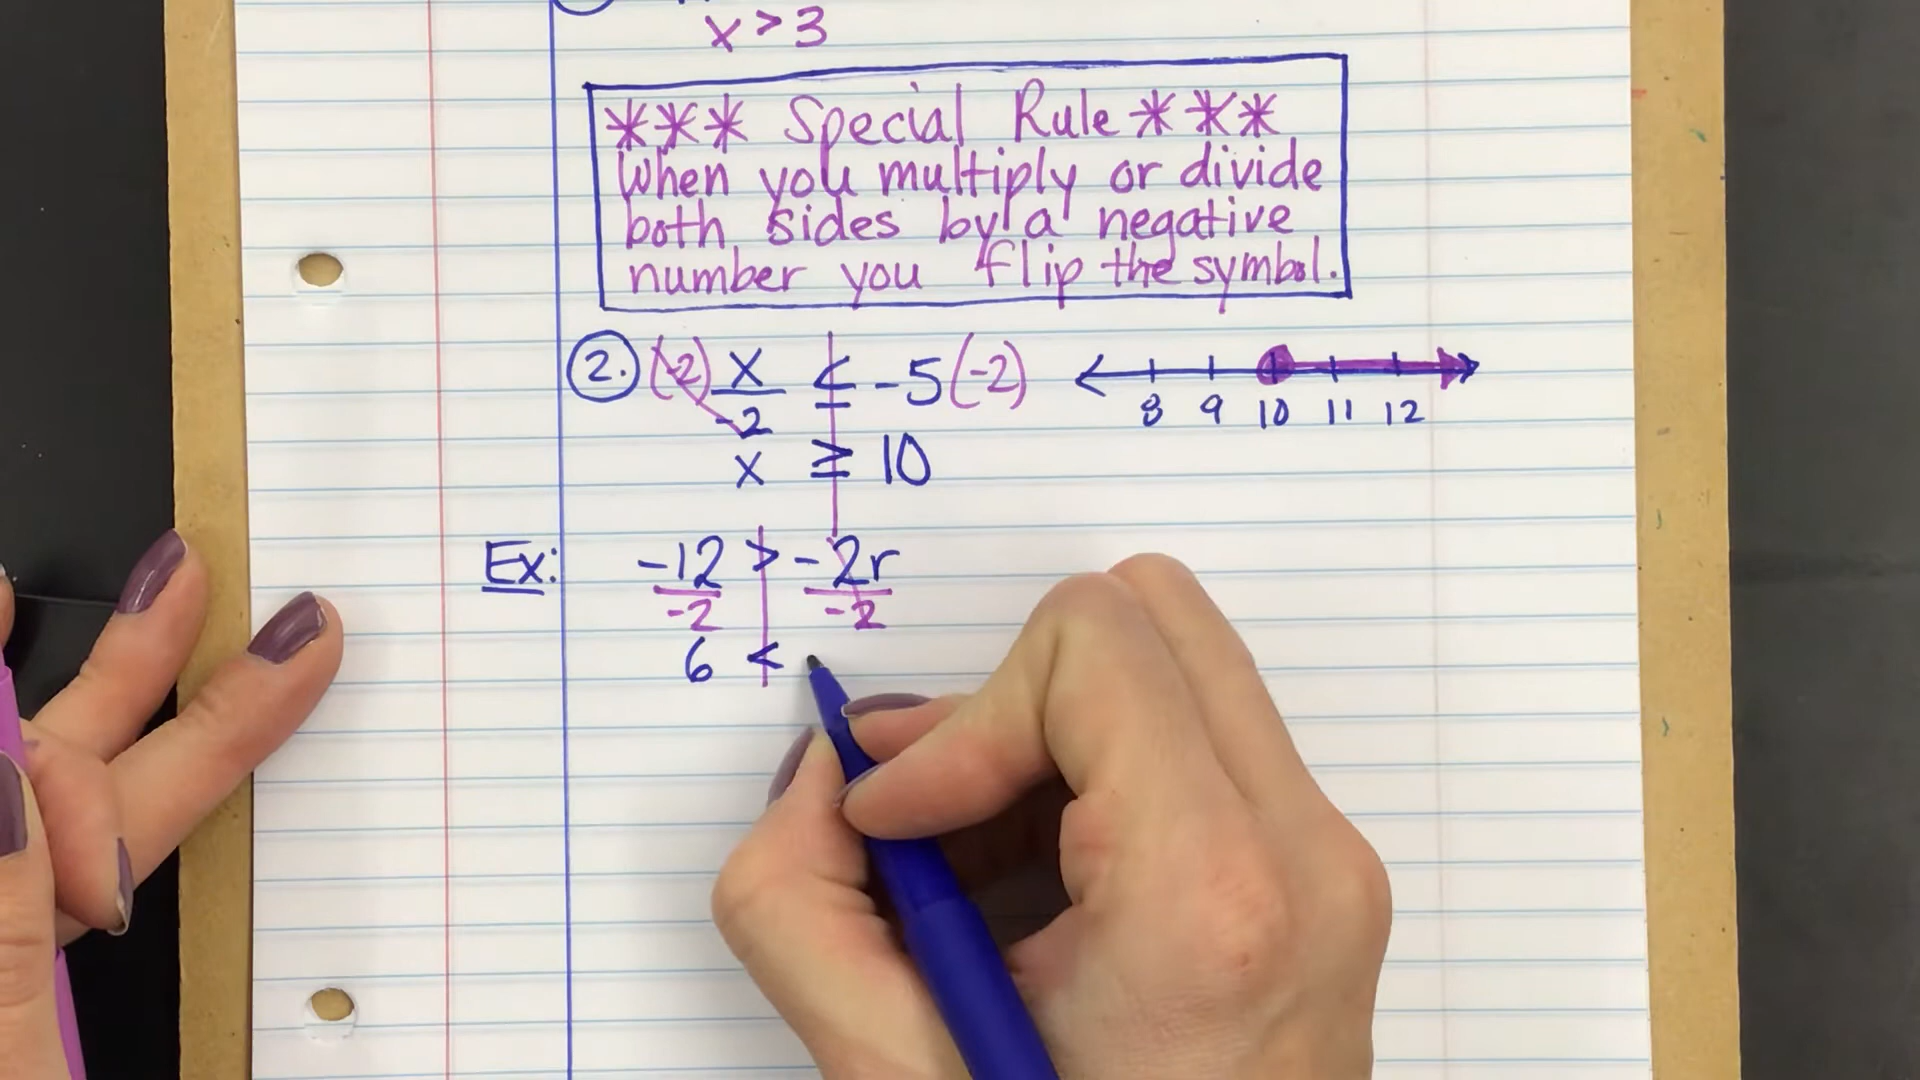 x > 3
*** Special Rule ***
When you multiply or divide
both sides by a negative
number you flip the symbol.
2. (-2) x/-2 ≤ -5 (-2)
8 9 10 11 12
x ≥ 10
Ex: -12 > -2r
-2 -2
6 <